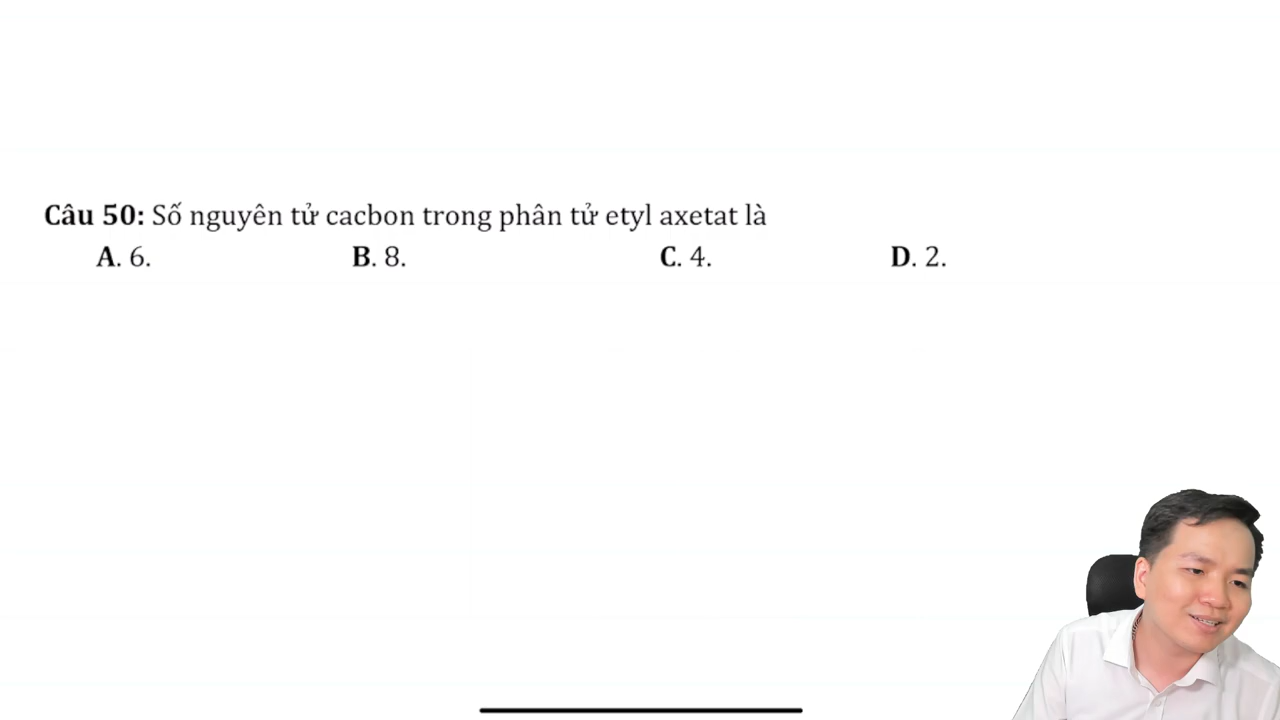 Câu 50: Số nguyên tử cacbon trong phân tử etyl axetat là
A. 6. B. 8. C. 4. D. 2.